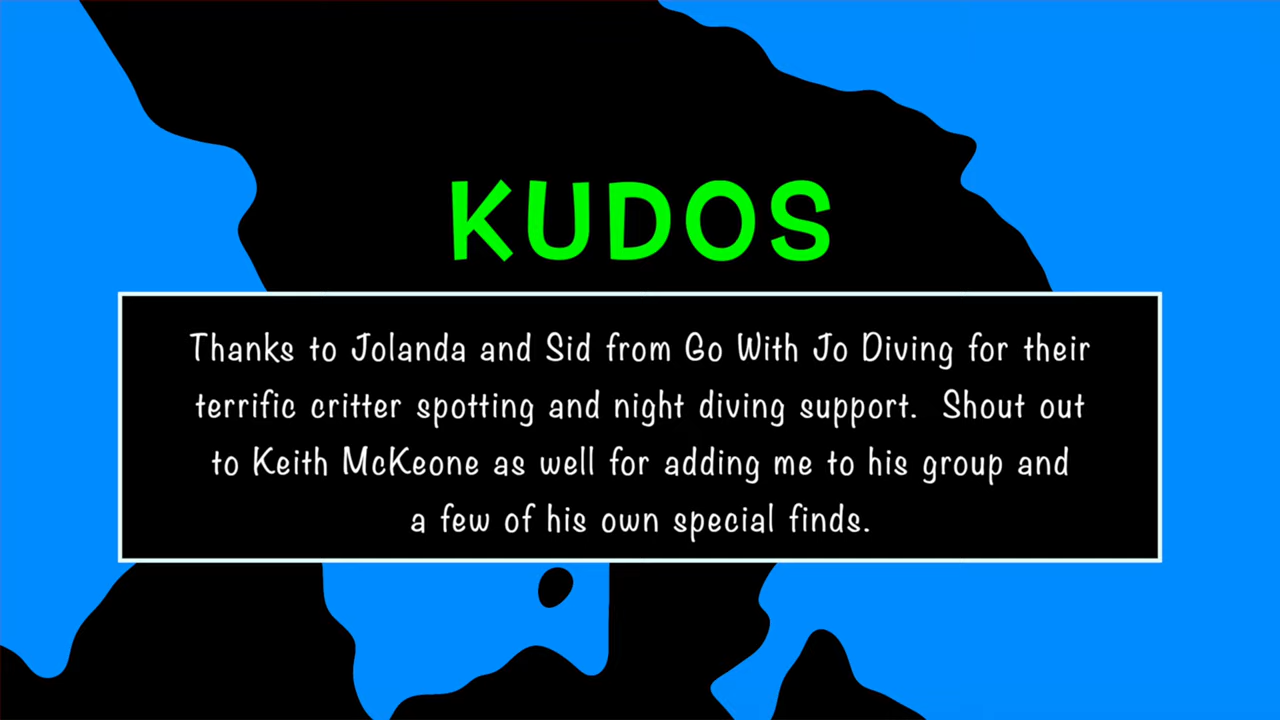 KUDOS
Thanks to Jolanda and Sid from Go With Jo Diving for their
terrific critter spotting and night diving support.  Shout out
to Keith McKeone as well for adding me to his group and
a few of his own special finds.